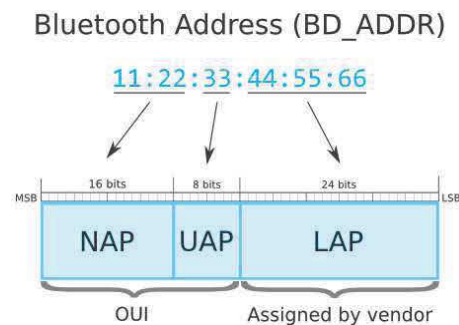 Bluetooth Address (BD_ADDR)
11:22:33:44:55:66
16 bits 8 bits 24 bits
MSB LSB
NAP UAP LAP
OUI Assigned by vendor